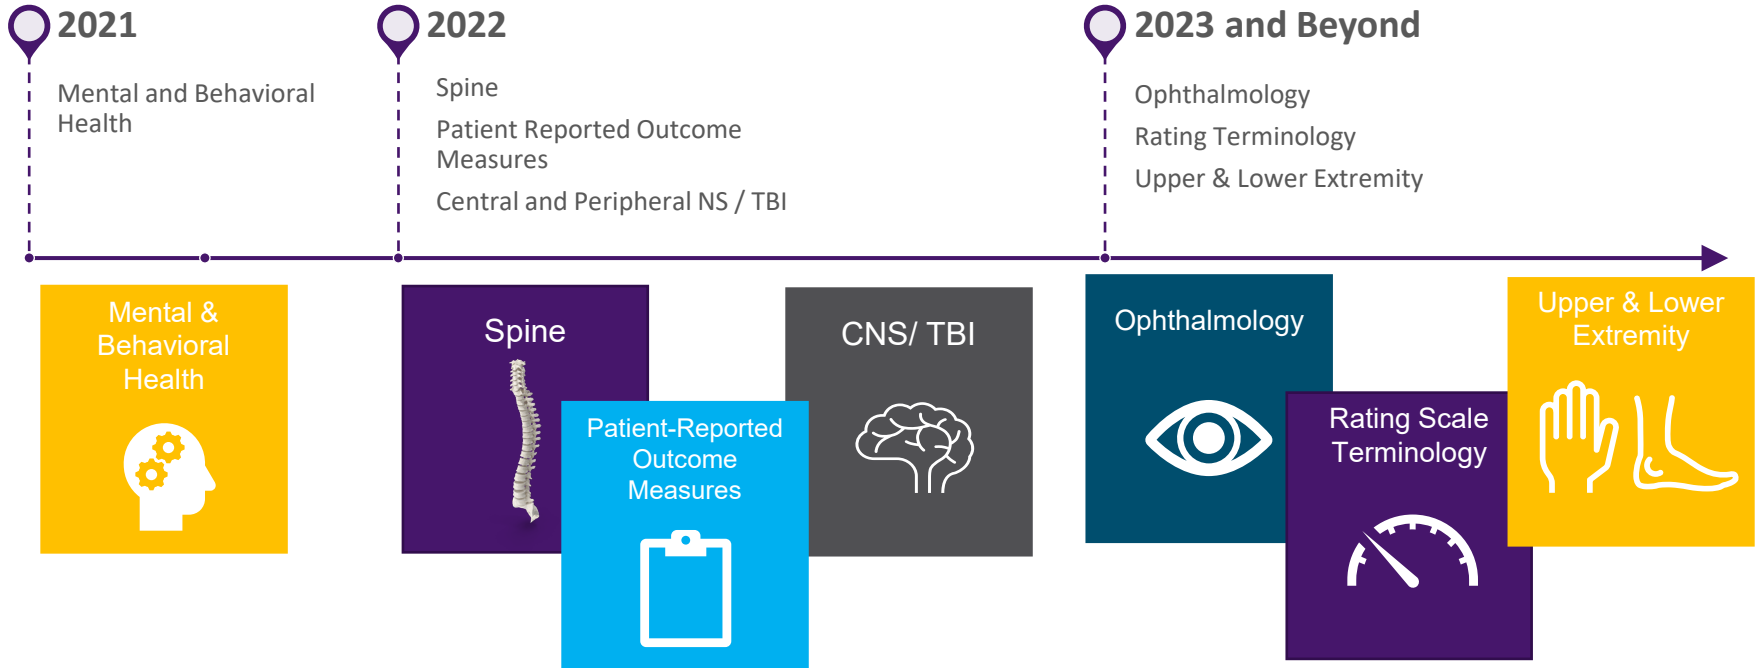 2021
Mental and Behavioral
Health
2022
Spine
Patient Reported Outcome
Measures
Central and Peripheral NS / TBI
2023 and Beyond
Ophthalmology
Rating Terminology
Upper & Lower Extremity
Mental &
Behavioral
Health
Spine
Patient-Reported
Outcome
Measures
CNS/ TBI
Ophthalmology
Rating Scale
Terminology
Upper & Lower
Extremity